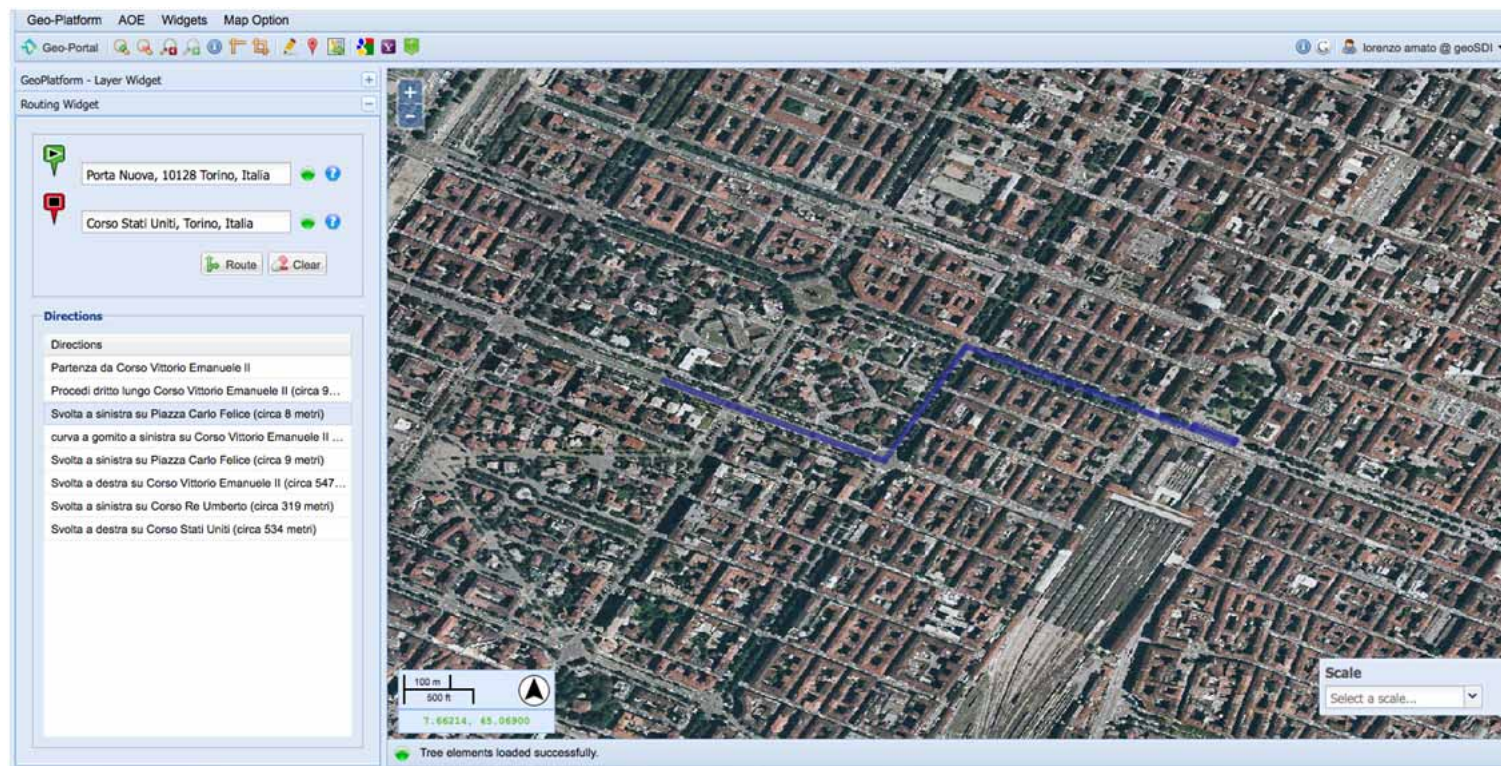 Geo-Platform AOE Widgets Map Option
Geo-Portal
lorenzo amato @ geoSDI
GeoPlatform - Layer Widget
Routing Widget
Porta Nuova, 10128 Torino, Italia
Corso Stati Uniti, Torino, Italia
Route Clear
Directions
Directions
Partenza da Corso Vittorio Emanuele II
Procedi dritto lungo Corso Vittorio Emanuele II (circa 9...
Svolta a sinistra su Piazza Carlo Felice (circa 8 metri)
curva a gomito a sinistra su Corso Vittorio Emanuele II ...
Svolta a sinistra su Piazza Carlo Felice (circa 9 metri)
Svolta a destra su Corso Vittorio Emanuele II (circa 547...
Svolta a sinistra su Corso Re Umberto (circa 319 metri)
Svolta a destra su Corso Stati Uniti (circa 534 metri)
100 m
500 ft
7.66214, 45.06900
Scale
Select a scale...
Tree elements loaded successfully.